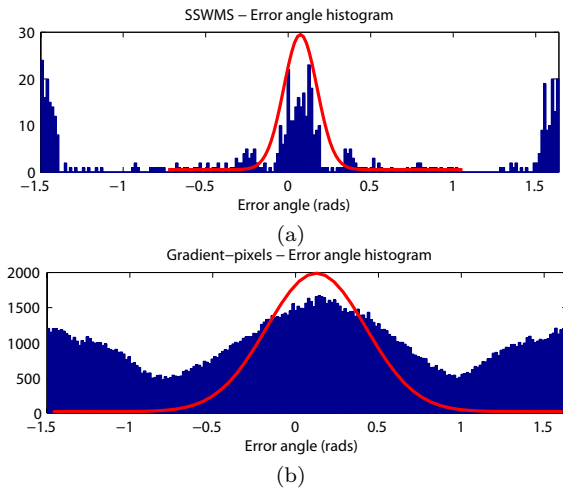 SSWMS – Error angle histogram
30
20
10
0
−1.5 −1 −0.5 0 0.5 1 1.5
Error angle (rads)
(a)
Gradient−pixels – Error angle histogram
2000
1500
1000
500
0
−1.5 −1 −0.5 0 0.5 1 1.5
Error angle (rads)
(b)